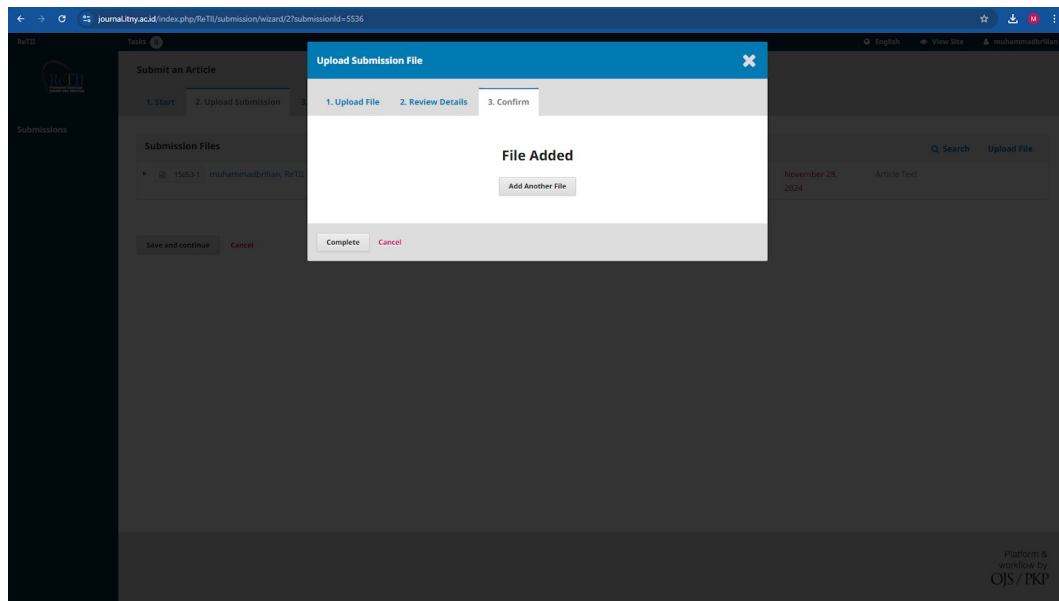 journal.itny.ac.id/index.php/ReTII/submission/wizard/2?submissionId=5536
M
ReTII
Tasks 0
English
View Site
muhammadbrilian
ReTII
Submissions
Submit an Article
1. Start
2. Upload Submission
3.
Upload Submission File
1. Upload File
2. Review Details
3. Confirm
File Added
Add Another File
Complete
Cancel
Submission Files
Search
Upload File
muhammadbrilian, ReTII
November 28,
2024
Article Text
Save and continue
Cancel
Platform &
workflow by
OJS / PKP